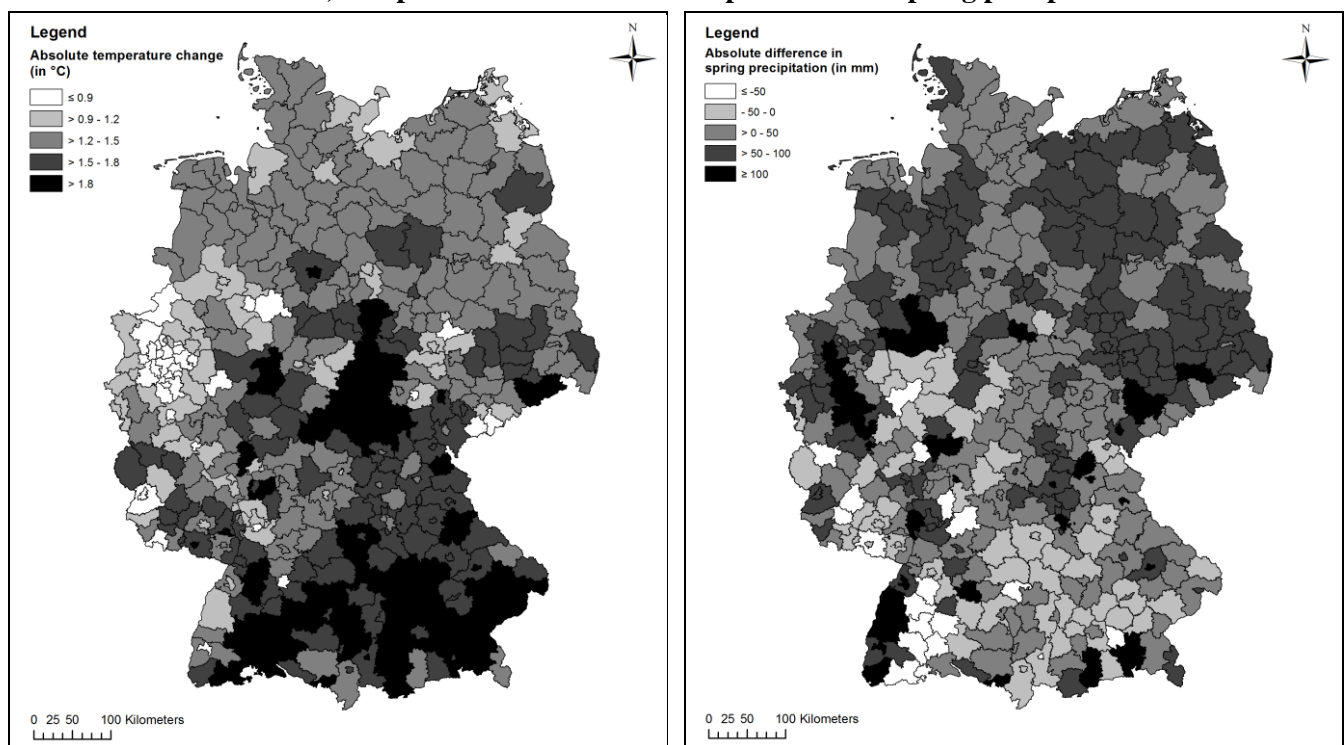 Legend
Absolute temperature change
(in °C)
≤ 0.9
> 0.9 - 1.2
> 1.2 - 1.5
> 1.5 - 1.8
> 1.8
N
0 25 50 100 Kilometers
Legend
Absolute difference in
spring precipitation (in mm)
≤ -50
- 50 - 0
> 0 - 50
> 50 - 100
≥ 100
N
0 25 50 100 Kilometers